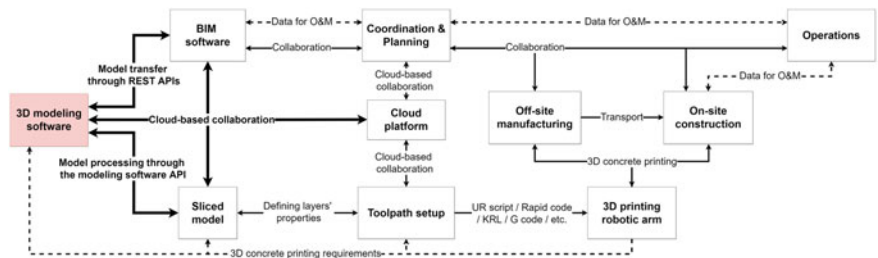 BIM
software
Data for O&M
Collaboration
Coordination &
Planning
Data for O&M
Collaboration
Operations
Model transfer
through REST APIs
Cloud-based
collaboration
Data for O&M
3D modeling
software
Cloud-based collaboration
Cloud
platform
Off-site
manufacturing
Transport
On-site
construction
Model processing through
the modeling software API
Cloud-based
collaboration
3D concrete printing
Sliced
model
Defining layers'
properties
Toolpath setup
UR script / Rapid code
/ KRL / G code / etc.
3D printing
robotic arm
3D concrete printing requirements